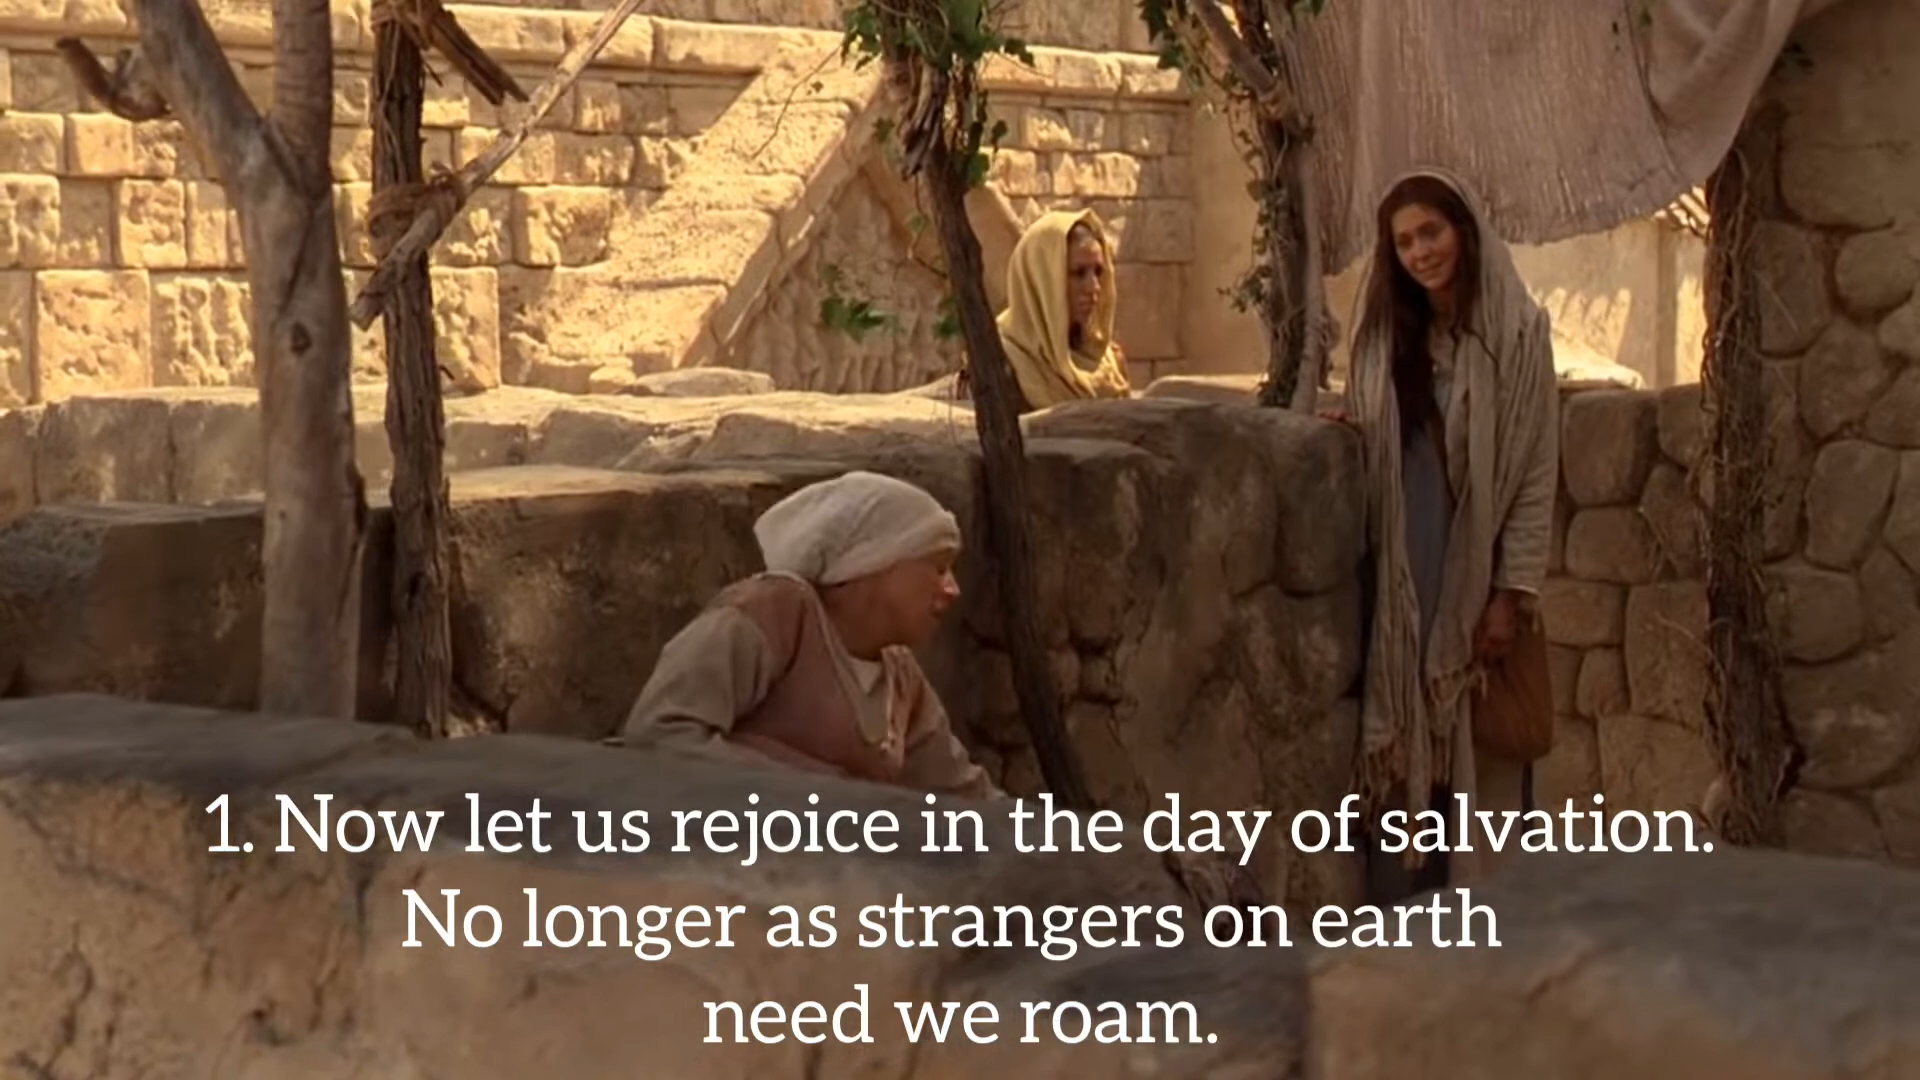 1. Now let us rejoice in the day of salvation.
No longer as strangers on earth
need we roam.